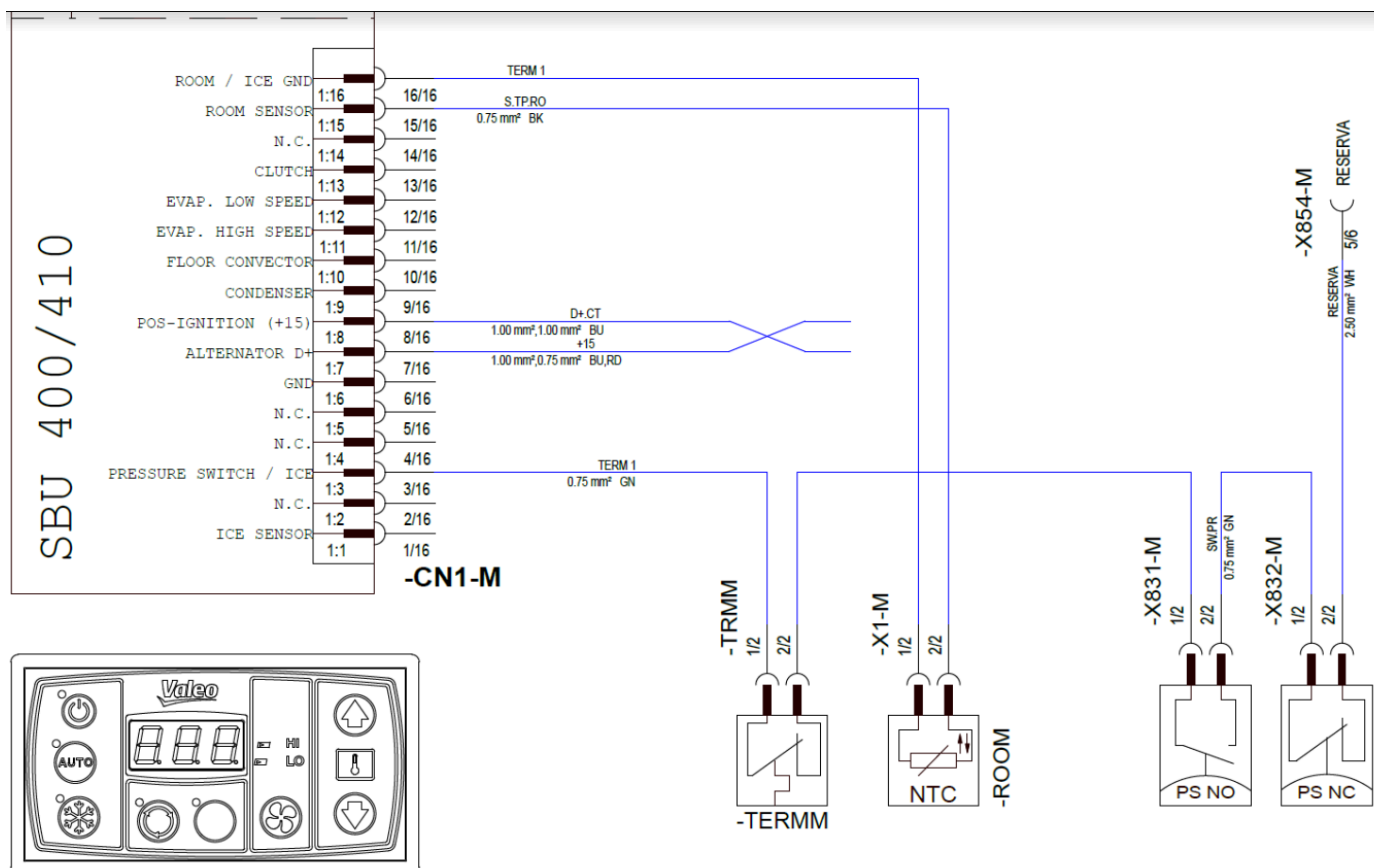 SBU 400/410
ROOM / ICE GND
1:16
16/16
TERM 1
ROOM SENSOR
1:15
15/16
S.TP.RO
0.75 mm² BK
N.C.
1:14
14/16
CLUTCH
1:13
13/16
EVAP. LOW SPEED
1:12
12/16
EVAP. HIGH SPEED
1:11
11/16
FLOOR CONVECTOR
1:10
10/16
CONDENSER
1:9
9/16
POS-IGNITION (+15)
1:8
8/16
D+.CT
1.00 mm²,1.00 mm² BU
ALTERNATOR D+
1:7
7/16
+15
1.00 mm²,0.75 mm² BU,RD
GND
1:6
6/16
N.C.
1:5
5/16
N.C.
1:4
4/16
PRESSURE SWITCH / ICE
1:3
3/16
TERM 1
0.75 mm² GN
N.C.
1:2
2/16
ICE SENSOR
1:1
1/16
-CN1-M
-X854-M
RESERVA
5/6
RESERVA
2.50 mm² WH
-TRMM
1/2
2/2
-TERMM
-X1-M
1/2
2/2
NTC
-ROOM
-X831-M
1/2
2/2
SW.PR
0.75 mm² GN
PS NO
-X832-M
1/2
2/2
PS NC
Valeo
AUTO
888
HI
LO